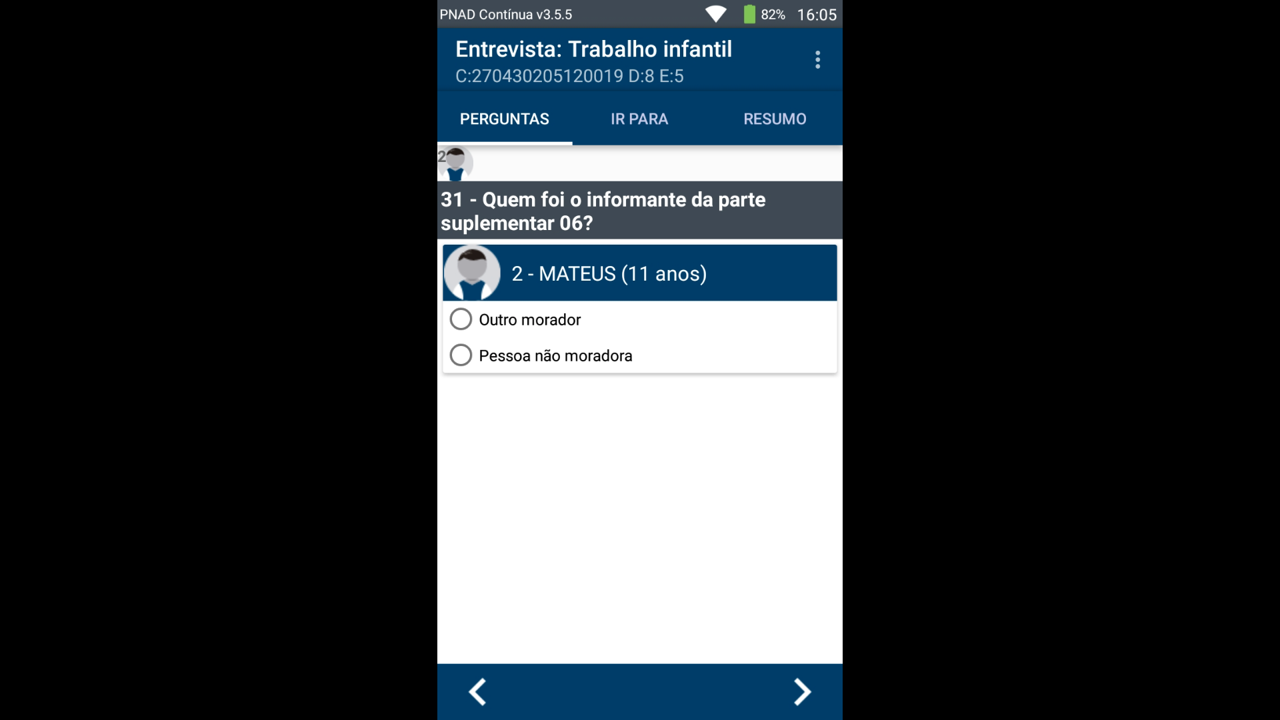 PNAD Contínua v3.5.5 82% 16:05
Entrevista: Trabalho infantil
C:270430205120019 D:8 E:5
PERGUNTAS IR PARA RESUMO
2
31 - Quem foi o informante da parte
suplementar 06?
2 - MATEUS (11 anos)
Outro morador
Pessoa não moradora